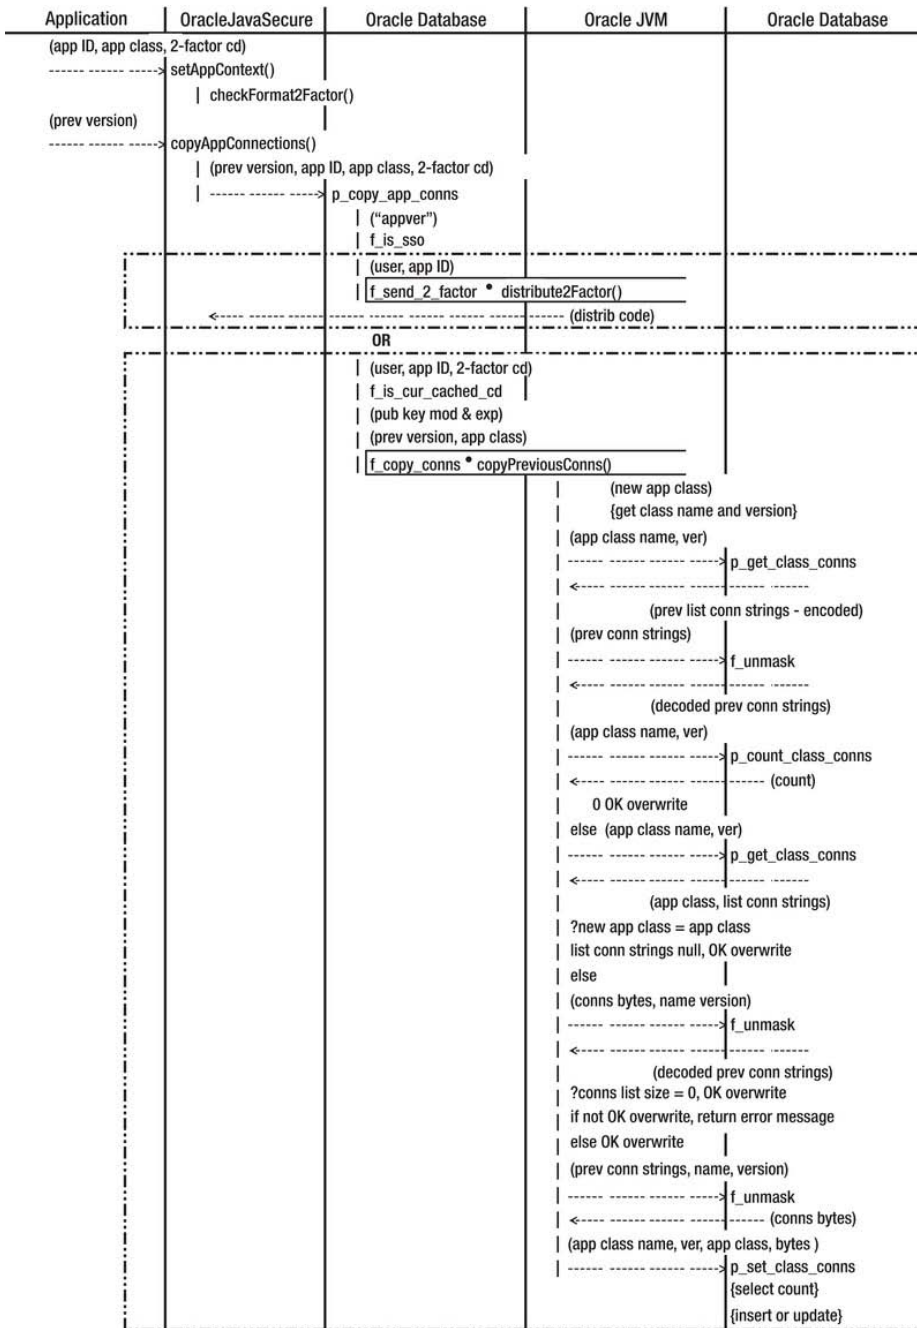 Application OracleJavaSecure Oracle Database Oracle JVM Oracle Database
(app ID, app class, 2-factor cd)
setAppContext()
checkFormat2Factor()
(prev version)
copyAppConnections()
(prev version, app ID, app class, 2-factor cd)
p_copy_app_conns
(“appver”)
f_is_sso
(user, app ID)
f_send_2_factor • distribute2Factor()
(distrib code)
OR
(user, app ID, 2-factor cd)
f_is_cur_cached_cd
(pub key mod & exp)
(prev version, app class)
f_copy_conns • copyPreviousConns()
(new app class)
{get class name and version}
(app class name, ver)
p_get_class_conns
(prev list conn strings - encoded)
(prev conn strings)
f_unmask
(decoded prev conn strings)
(app class name, ver)
p_count_class_conns
(count)
0 OK overwrite
else (app class name, ver)
p_get_class_conns
(app class, list conn strings)
?new app class = app class
list conn strings null, OK overwrite
else
(conns bytes, name version)
f_unmask
(decoded prev conn strings)
?conns list size = 0, OK overwrite
if not OK overwrite, return error message
else OK overwrite
(prev conn strings, name, version)
f_unmask
(conns bytes)
(app class name, ver, app class, bytes )
p_set_class_conns
{select count}
{insert or update}